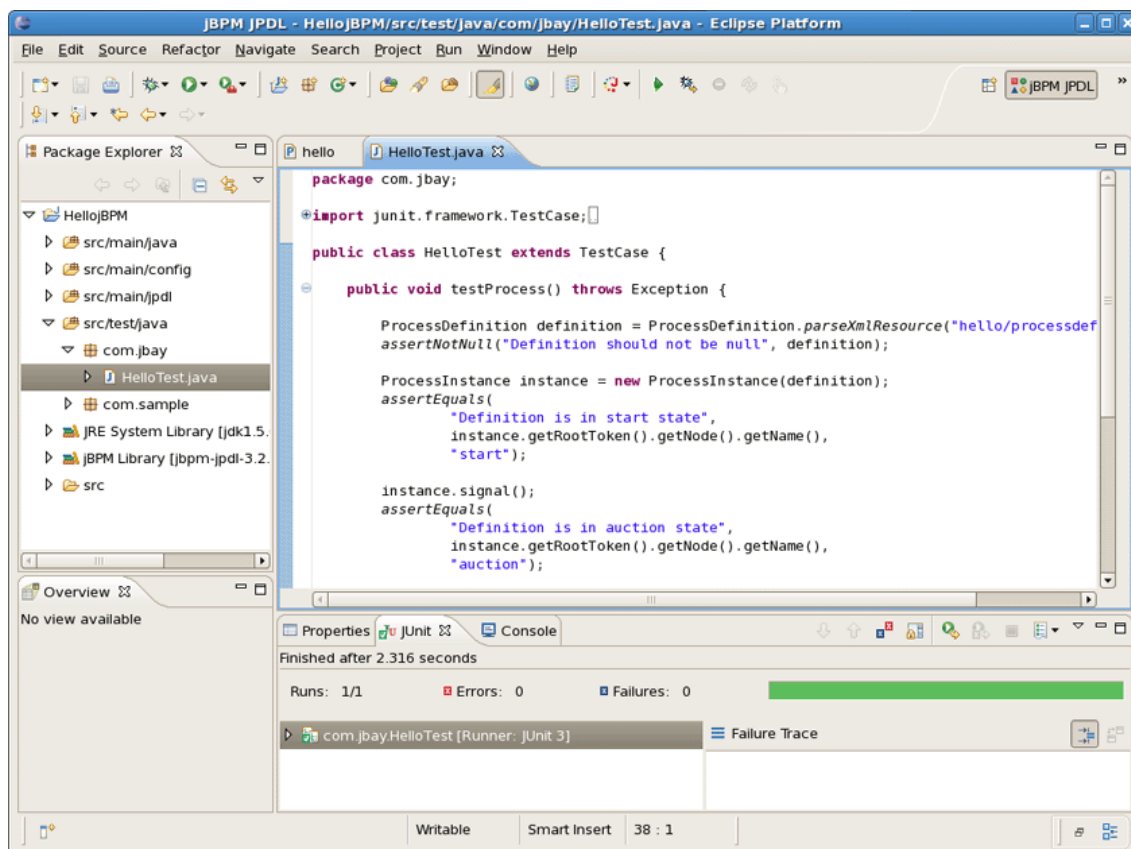 jBPM JPDL - HellojBPM/src/test/java/com/jbay/HelloTest.java - Eclipse Platform
File Edit Source Refactor Navigate Search Project Run Window Help
jBPM JPDL
Package Explorer
HellojBPM
src/main/java
src/main/config
src/main/jpdl
src/test/java
com.jbay
HelloTest.java
com.sample
JRE System Library [jdk1.5.
jBPM Library [jbpm-jpdl-3.2.
src
Overview
No view available
hello HelloTest.java
package com.jbay;
import junit.framework.TestCase;
public class HelloTest extends TestCase {
public void testProcess() throws Exception {
ProcessDefinition definition = ProcessDefinition.parseXmlResource("hello/processdef
assertNotNull("Definition should not be null", definition);
ProcessInstance instance = new ProcessInstance(definition);
assertEquals(
"Definition is in start state",
instance.getRootToken().getNode().getName(),
"start");
instance.signal();
assertEquals(
"Definition is in auction state",
instance.getRootToken().getNode().getName(),
"auction");
Properties JUnit Console
Finished after 2.316 seconds
Runs: 1/1 Errors: 0 Failures: 0
com.jbay.HelloTest [Runner: JUnit 3]
Failure Trace
Writable Smart Insert 38 : 1